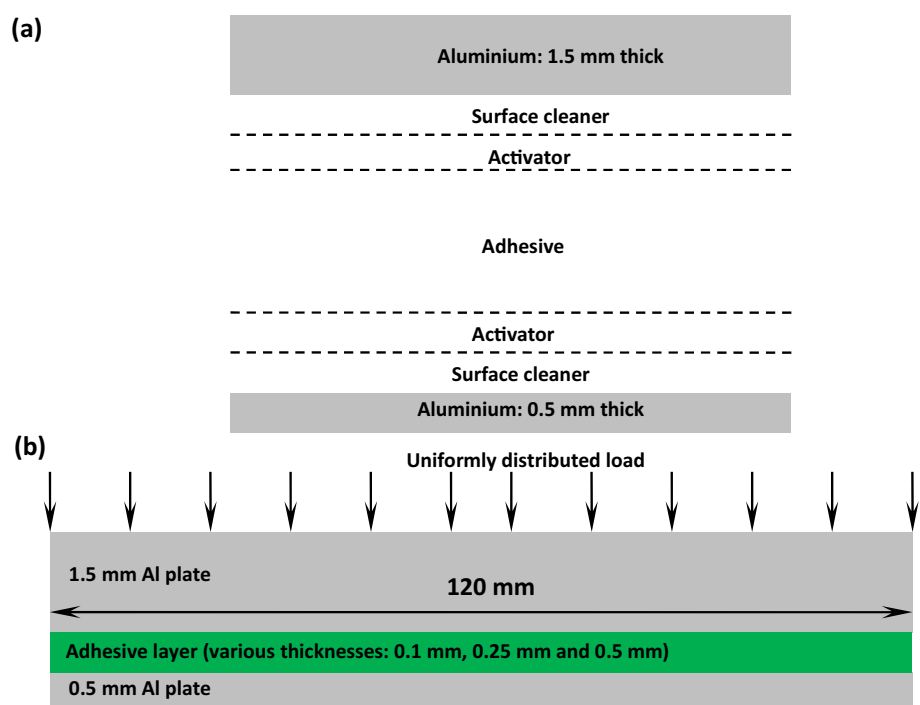 (a)
Aluminium: 1.5 mm thick
Surface cleaner
Activator
Adhesive
Activator
Surface cleaner
Aluminium: 0.5 mm thick
(b)
Uniformly distributed load
1.5 mm Al plate
120 mm
Adhesive layer (various thicknesses: 0.1 mm, 0.25 mm and 0.5 mm)
0.5 mm Al plate